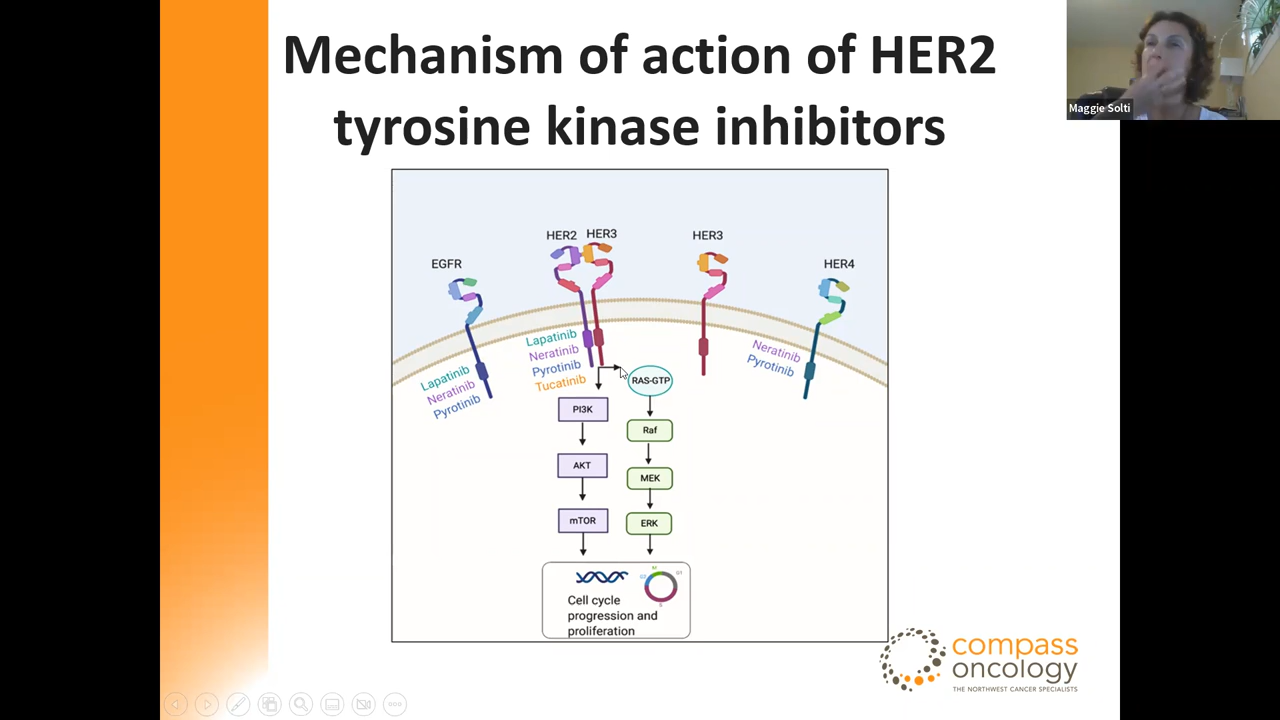 Mechanism of action of HER2
tyrosine kinase inhibitors
Maggie Solti
HER2
HER3
HER3
EGFR
HER4
Lapatinib
Neratinib
Pyrotinib
Tucatinib
Neratinib
Pyrotinib
Lapatinib
Neratinib
Pyrotinib
RAS-GTP
PI3K
Raf
AKT
MEK
mTOR
ERK
M
G2
G1
S
Cell cycle
progression and
proliferation
compass
oncology
THE NORTHWEST CANCER SPECIALISTS